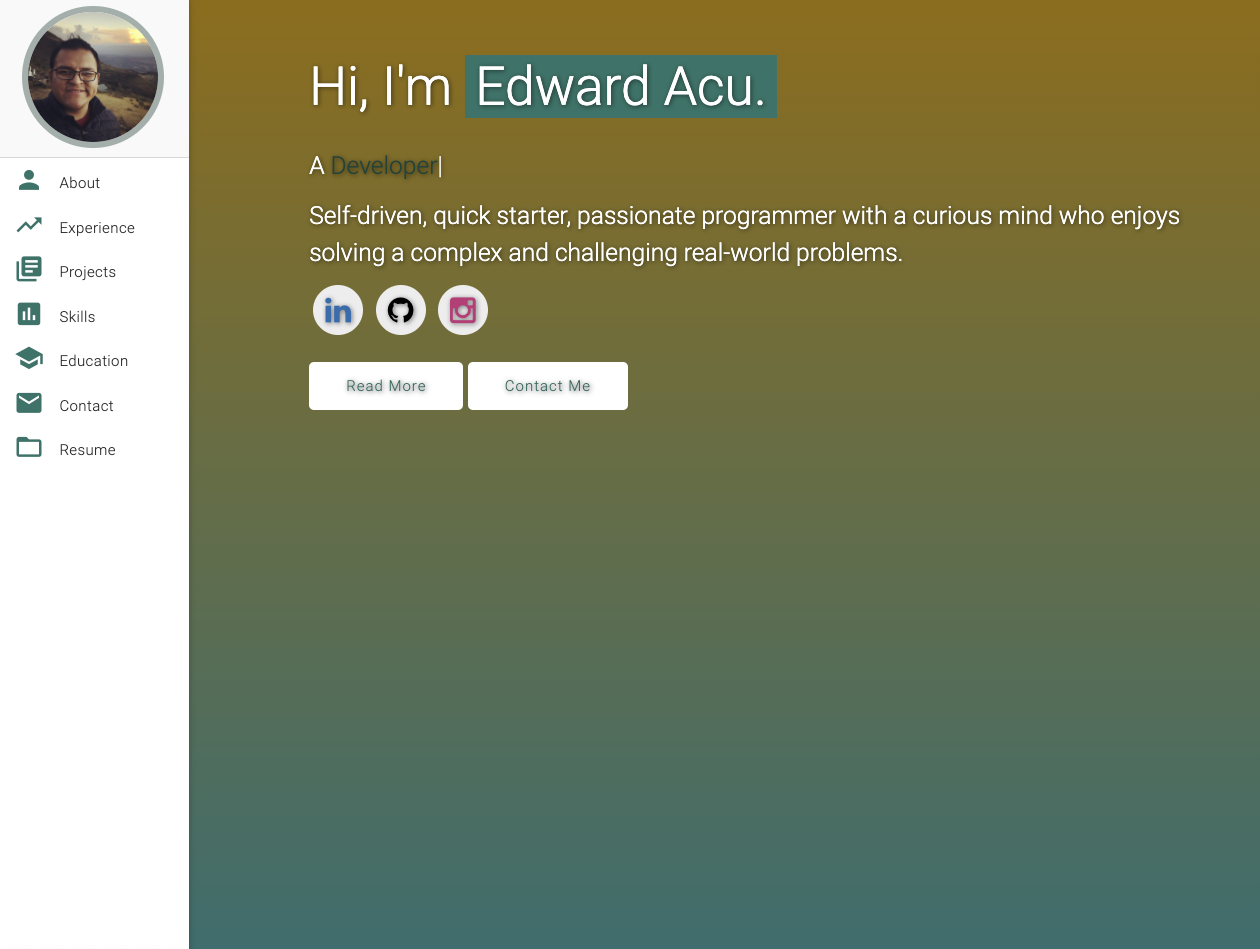 About
Experience
Projects
Skills
Education
Contact
Resume
Hi, I'm Edward Acu.
A Developer|
Self-driven, quick starter, passionate programmer with a curious mind who enjoys
solving a complex and challenging real-world problems.
in
Read More
Contact Me